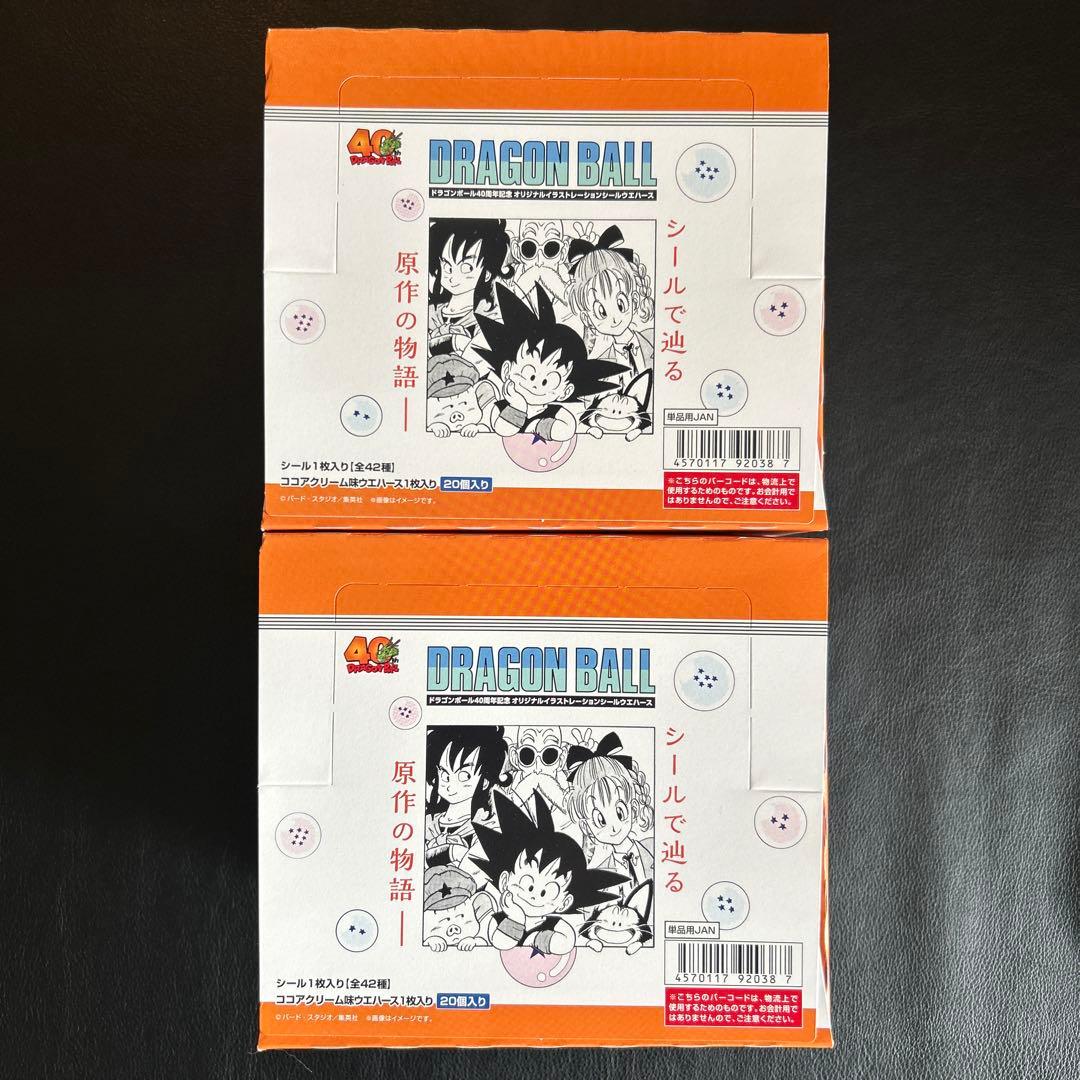 40th
DRAGON BALL
DRAGON BALL
ドラゴンボール40周年記念 オリジナルイラストレーションシールウエハース
シールで辿る
原作の物語―
単品用JAN
4570117 92038 7
シール1枚入り【全42種】
ココアクリーム味ウエハース1枚入り 20個入り
©バード・スタジオ/集英社 ※画像はイメージです。
※こちらのバーコードは、物流上で
使用するためのものです。お会計用で
はありませんので、ご注意ください。
40th
DRAGON BALL
DRAGON BALL
ドラゴンボール40周年記念 オリジナルイラストレーションシールウエハース
シールで辿る
原作の物語―
単品用JAN
4570117 92038 7
シール1枚入り【全42種】
ココアクリーム味ウエハース1枚入り 20個入り
©バード・スタジオ/集英社 ※画像はイメージです。
※こちらのバーコードは、物流上で
使用するためのものです。お会計用で
はありませんので、ご注意ください。